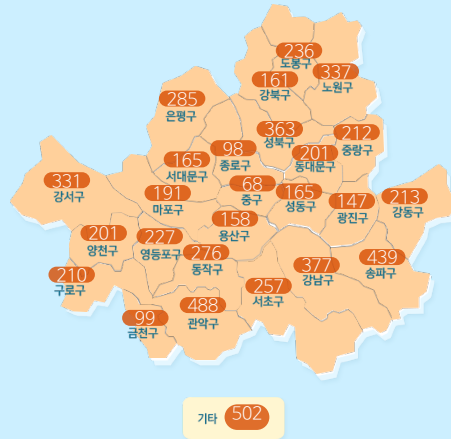 236
도봉구
337
노원구
161
강북구
285
은평구
363
성북구
212
중랑구
98
종로구
201
동대문구
165
서대문구
331
강서구
191
마포구
68
중구
165
성동구
147
광진구
213
강동구
158
용산구
201
양천구
227
영등포구
276
동작구
439
송파구
377
강남구
210
구로구
257
서초구
488
관악구
99
금천구
기타 502